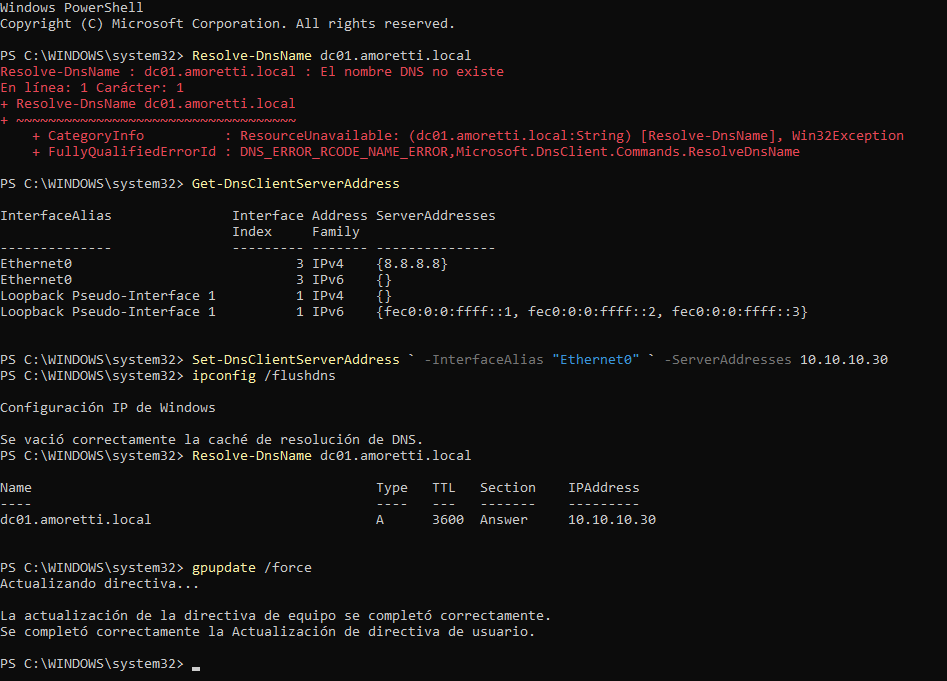 Windows PowerShell
Copyright (C) Microsoft Corporation. All rights reserved.
PS C:\WINDOWS\system32> Resolve-DnsName dc01.amoretti.local
Resolve-DnsName : dc01.amoretti.local : El nombre DNS no existe
En línea: 1 Carácter: 1
+ Resolve-DnsName dc01.amoretti.local
+ ~~~~~~~~~~~~~~~~~~~~~~~~~~~~~~~~~~~
    + CategoryInfo          : ResourceUnavailable: (dc01.amoretti.local:String) [Resolve-DnsName], Win32Exception
    + FullyQualifiedErrorId : DNS_ERROR_RCODE_NAME_ERROR,Microsoft.DnsClient.Commands.ResolveDnsName
PS C:\WINDOWS\system32> Get-DnsClientServerAddress
InterfaceAlias               Interface Address ServerAddresses
                             Index     Family
--------------               --------- ------- ---------------
Ethernet0                            3 IPv4    {8.8.8.8}
Ethernet0                            3 IPv6    {}
Loopback Pseudo-Interface 1          1 IPv4    {}
Loopback Pseudo-Interface 1          1 IPv6    {fec0:0:0:ffff::1, fec0:0:0:ffff::2, fec0:0:0:ffff::3}
PS C:\WINDOWS\system32> Set-DnsClientServerAddress ` -InterfaceAlias "Ethernet0" ` -ServerAddresses 10.10.10.30
PS C:\WINDOWS\system32> ipconfig /flushdns
Configuración IP de Windows
Se vació correctamente la caché de resolución de DNS.
PS C:\WINDOWS\system32> Resolve-DnsName dc01.amoretti.local
Name                                           Type   TTL   Section    IPAddress
----                                           ----   ---   -------    ---------
dc01.amoretti.local                            A      3600  Answer     10.10.10.30
PS C:\WINDOWS\system32> gpupdate /force
Actualizando directiva...
La actualización de la directiva de equipo se completó correctamente.
Se completó correctamente la Actualización de directiva de usuario.
PS C:\WINDOWS\system32>